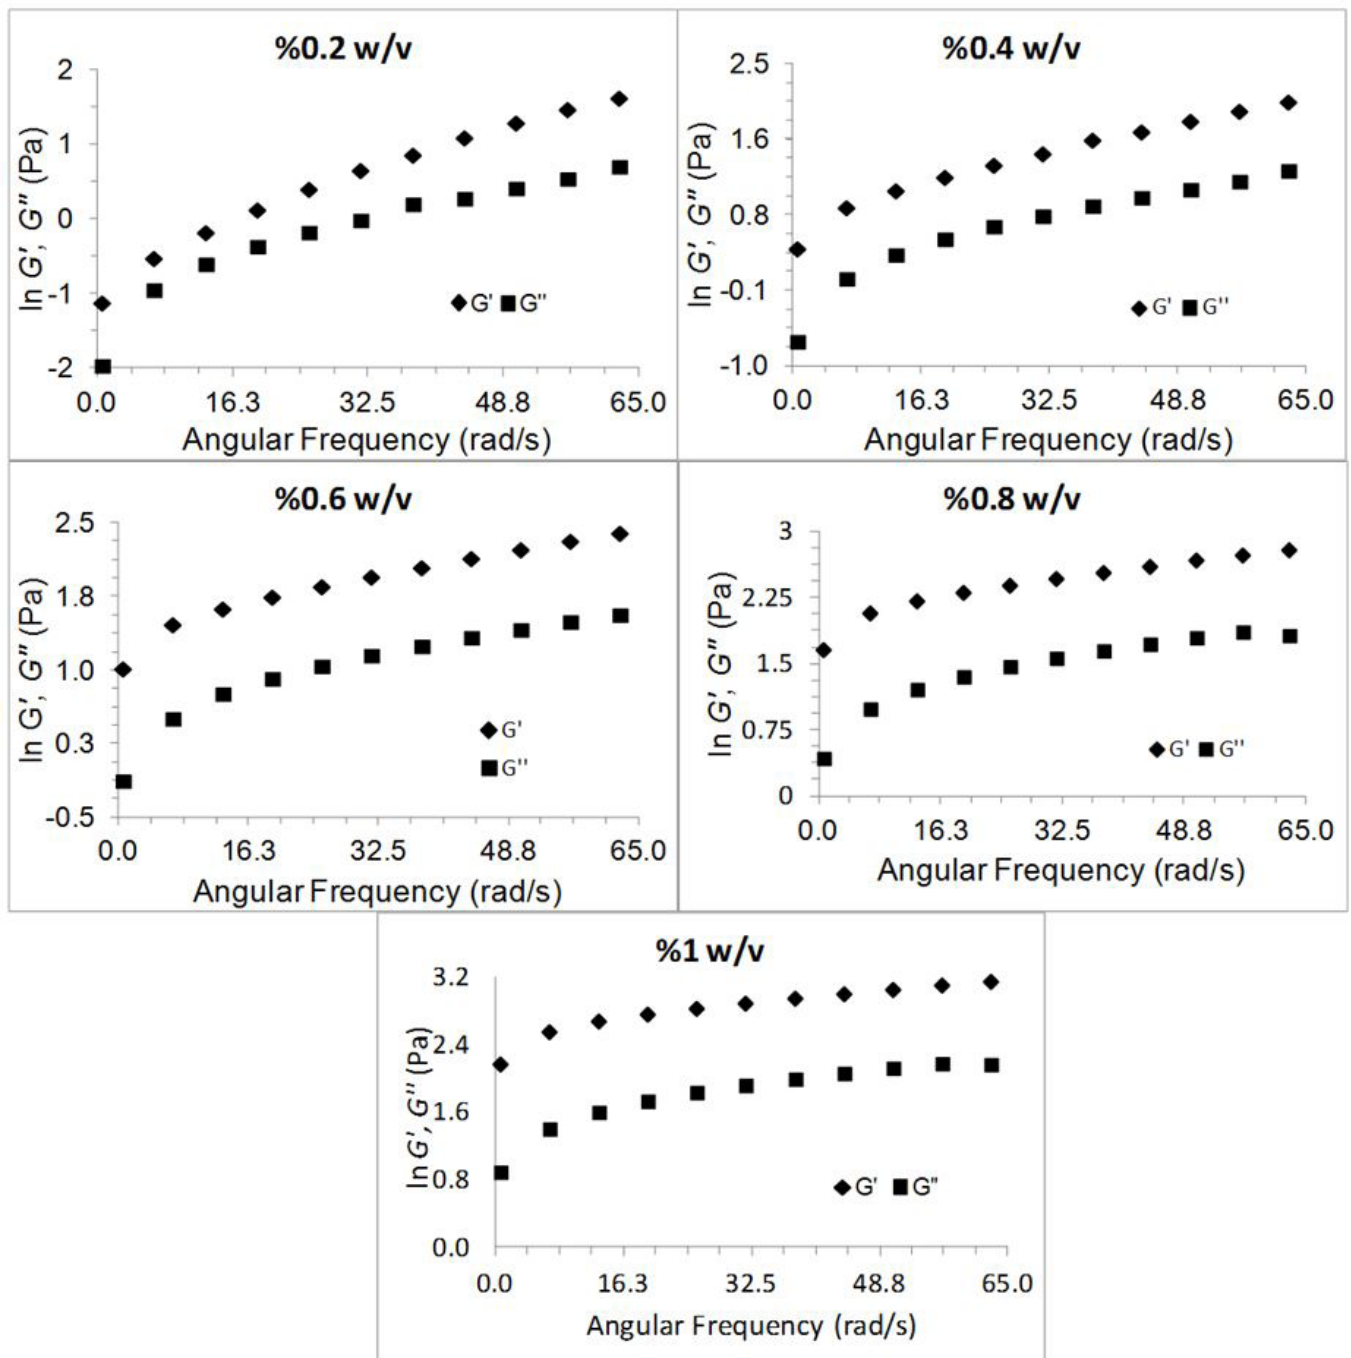 %0.2 w/v
2
1
0
-1
-2
ln G', G" (Pa)
G' G"
0.0 16.3 32.5 48.8 65.0
Angular Frequency (rad/s)
%0.4 w/v
2.5
1.6
0.8
-0.1
-1.0
ln G', G" (Pa)
G' G''
0.0 16.3 32.5 48.8 65.0
Angular Frequency (rad/s)
%0.6 w/v
2.5
1.8
1.0
0.3
-0.5
ln G', G" (Pa)
G'
G''
0.0 16.3 32.5 48.8 65.0
Angular Frequency (rad/s)
%0.8 w/v
3
2.25
1.5
0.75
0
ln G', G" (Pa)
G' G''
0.0 16.3 32.5 48.8 65.0
Angular Frequency (rad/s)
%1 w/v
3.2
2.4
1.6
0.8
0.0
ln G', G'' (Pa)
G' G"
0.0 16.3 32.5 48.8 65.0
Angular Frequency (rad/s)